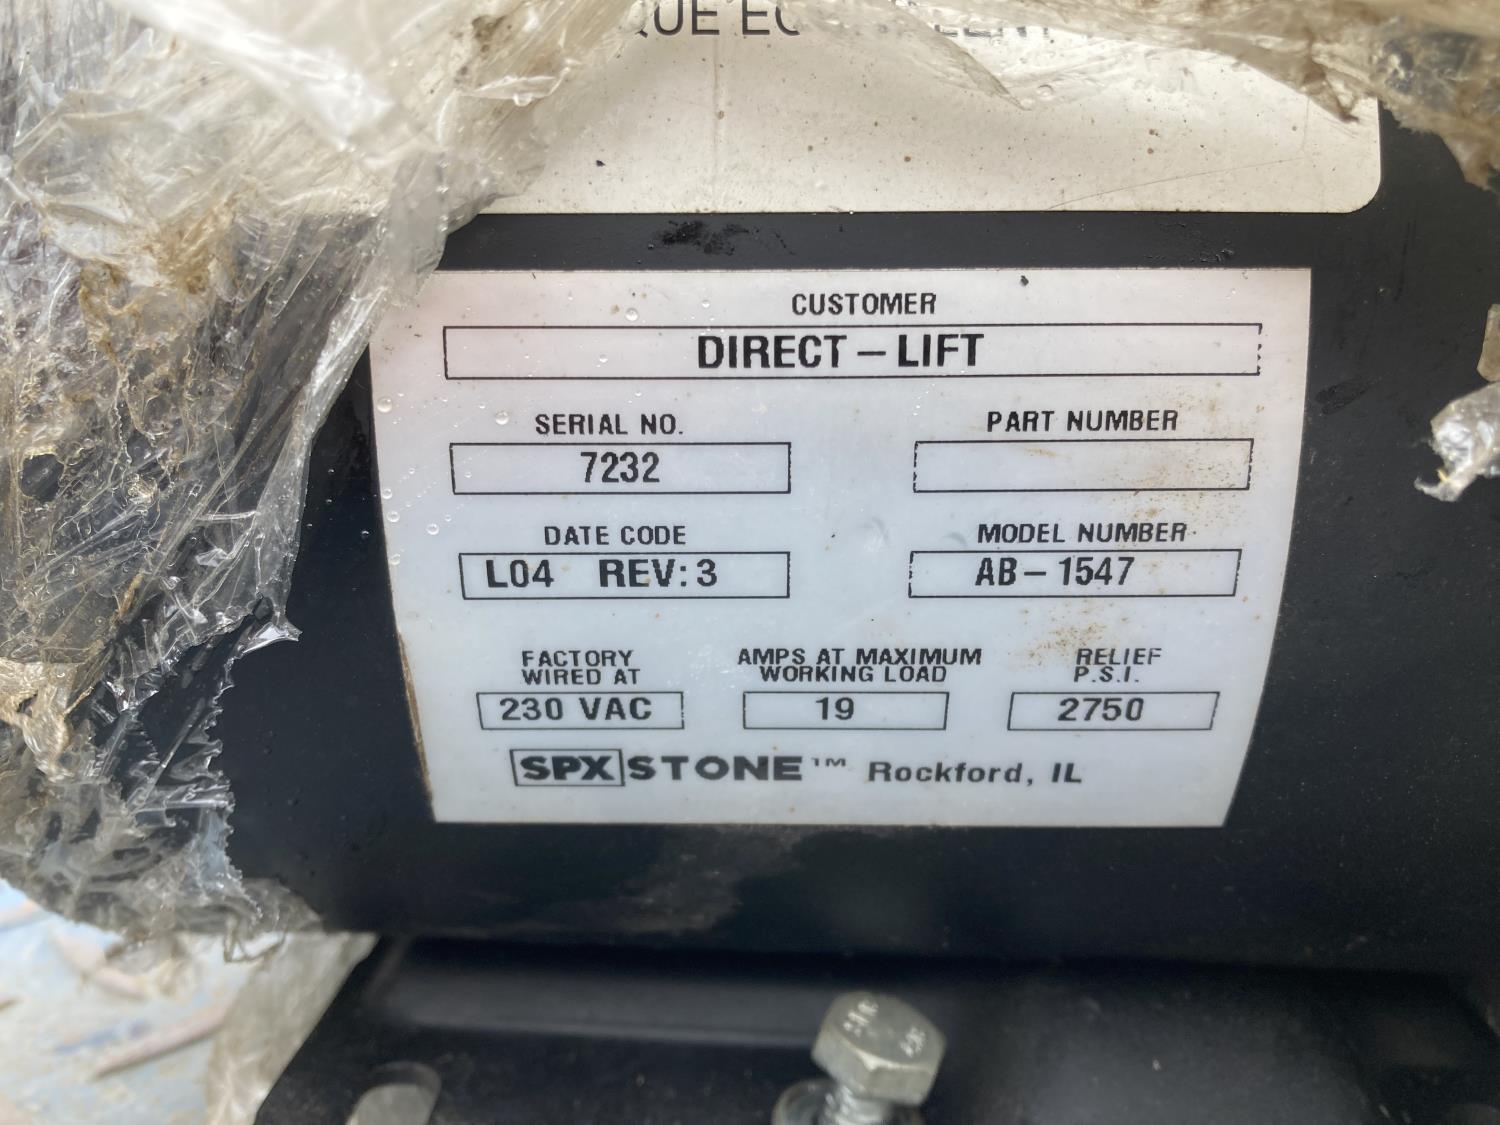 CUSTOMER
DIRECT – LIFT
SERIAL NO. PART NUMBER
7232
DATE CODE MODEL NUMBER
L04 REV: 3 AB – 1547
FACTORY WIRED AT AMPS AT MAXIMUM WORKING LOAD RELIEF P.S.I.
230 VAC 19 2750
SPX STONE™ Rockford, IL